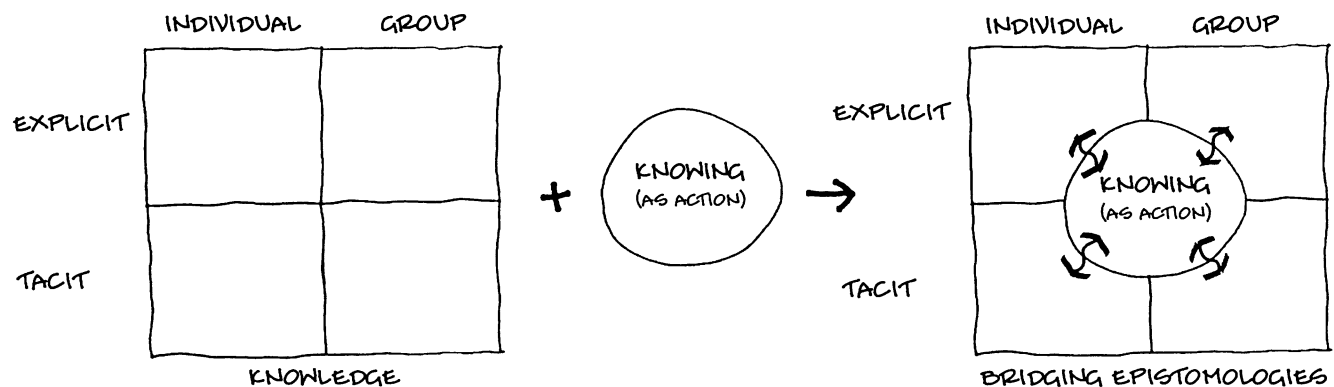 INDIVIDUAL GROUP
EXPLICIT
TACIT
KNOWLEDGE
+
KNOWING
(AS ACTION)
INDIVIDUAL GROUP
EXPLICIT
KNOWING
(AS ACTION)
TACIT
BRIDGING EPISTOMOLOGIES